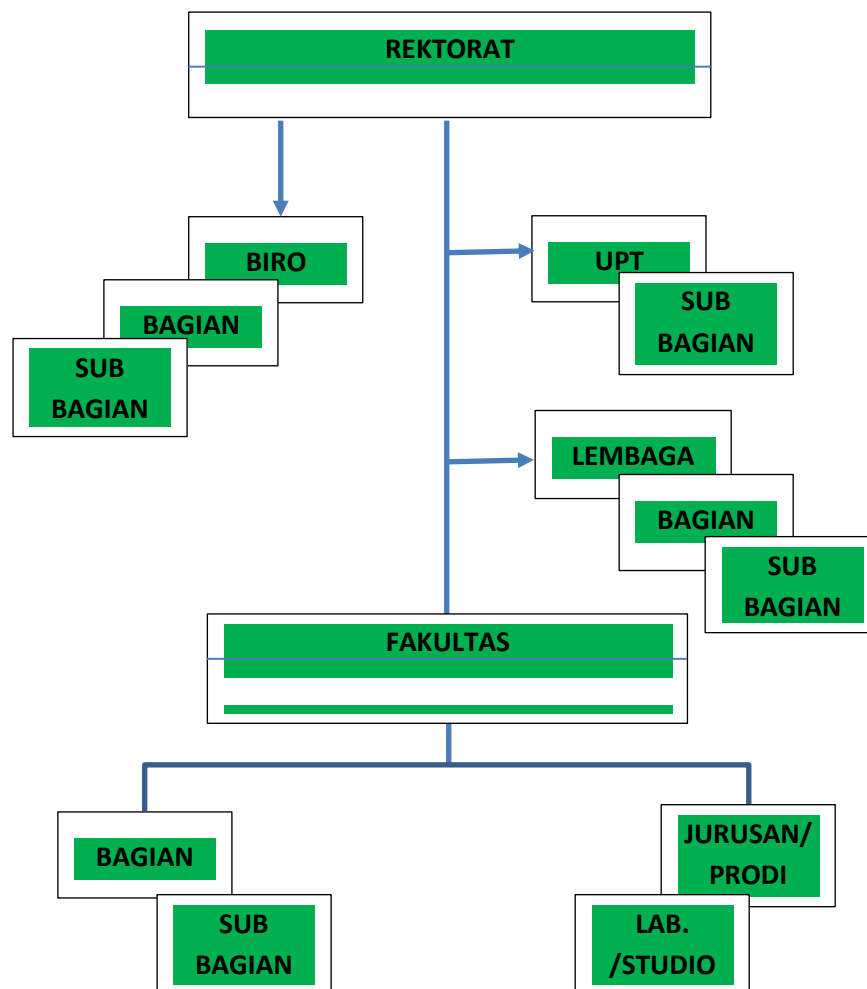 REKTORAT
BIRO
BAGIAN
SUB
BAGIAN
UPT
SUB
BAGIAN
LEMBAGA
BAGIAN
SUB
BAGIAN
FAKULTAS
BAGIAN
SUB
BAGIAN
JURUSAN/
PRODI
LAB.
/STUDIO